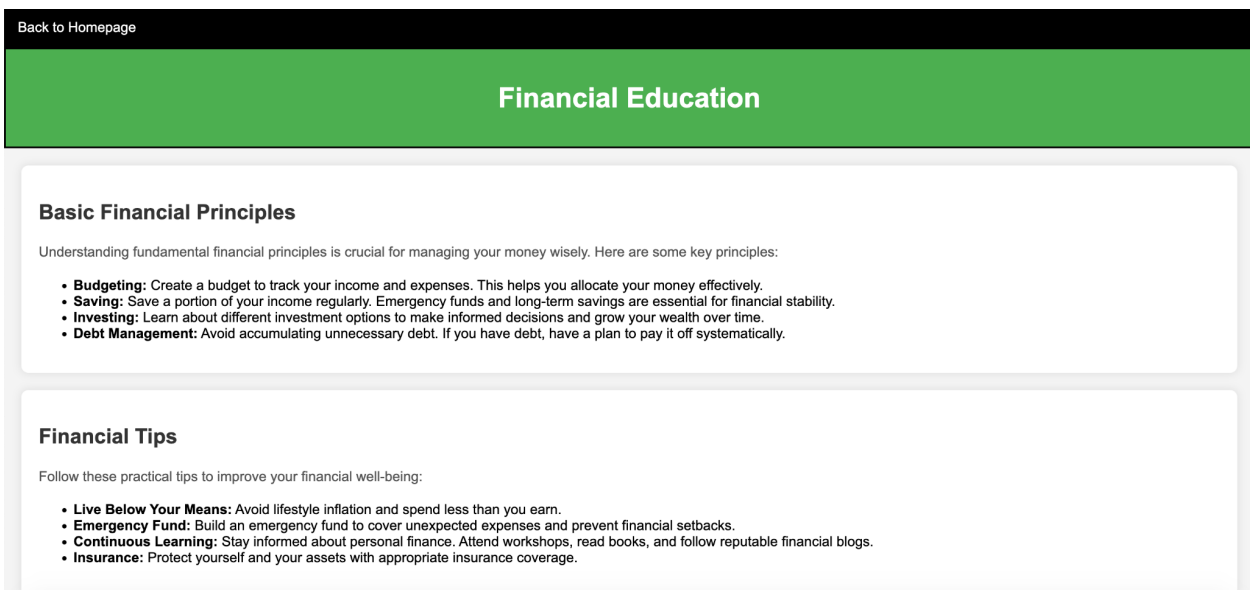 Back to Homepage
Financial Education
Basic Financial Principles
Understanding fundamental financial principles is crucial for managing your money wisely. Here are some key principles:
• Budgeting: Create a budget to track your income and expenses. This helps you allocate your money effectively.
• Saving: Save a portion of your income regularly. Emergency funds and long-term savings are essential for financial stability.
• Investing: Learn about different investment options to make informed decisions and grow your wealth over time.
• Debt Management: Avoid accumulating unnecessary debt. If you have debt, have a plan to pay it off systematically.
Financial Tips
Follow these practical tips to improve your financial well-being:
• Live Below Your Means: Avoid lifestyle inflation and spend less than you earn.
• Emergency Fund: Build an emergency fund to cover unexpected expenses and prevent financial setbacks.
• Continuous Learning: Stay informed about personal finance. Attend workshops, read books, and follow reputable financial blogs.
• Insurance: Protect yourself and your assets with appropriate insurance coverage.